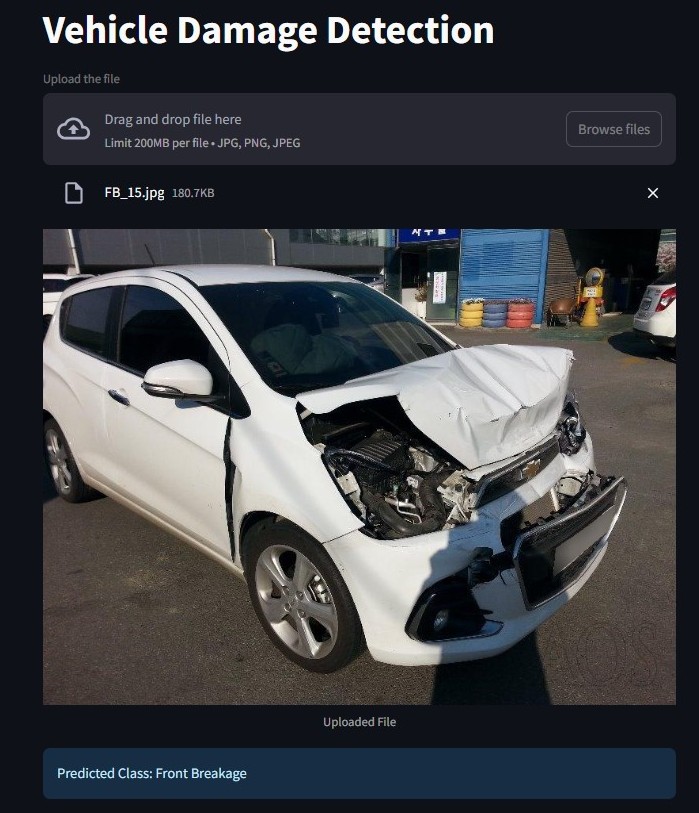 Vehicle Damage Detection
Upload the file
Drag and drop file here
Limit 200MB per file • JPG, PNG, JPEG
Browse files
FB_15.jpg 180.7KB
Uploaded File
Predicted Class: Front Breakage